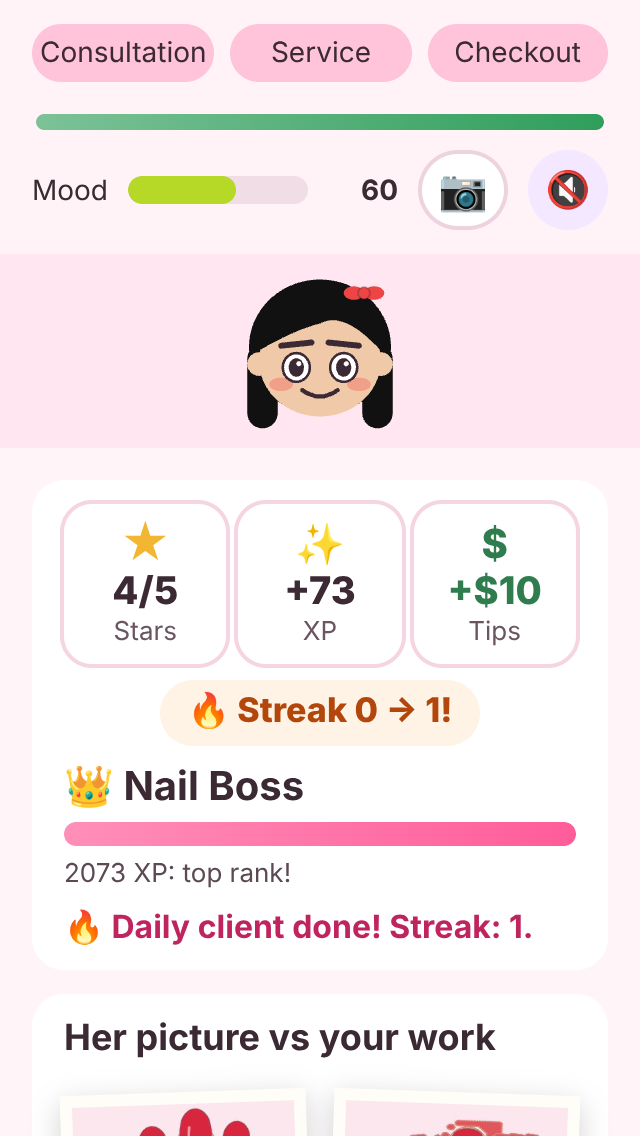 Consultation
Service
Checkout
Mood
60
4/5
+73
$
+$10
Stars
XP
Tips
Streak 0 → 1!
Nail Boss
2073 XP: top rank!
Daily client done! Streak: 1.
Her picture vs your work